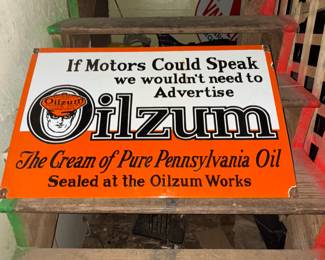 If Motors Could Speak
we wouldn't need to
Advertise
Oilzum
Oilzum
The Cream of Pure Pennsylvania Oil
Sealed at the Oilzum Works